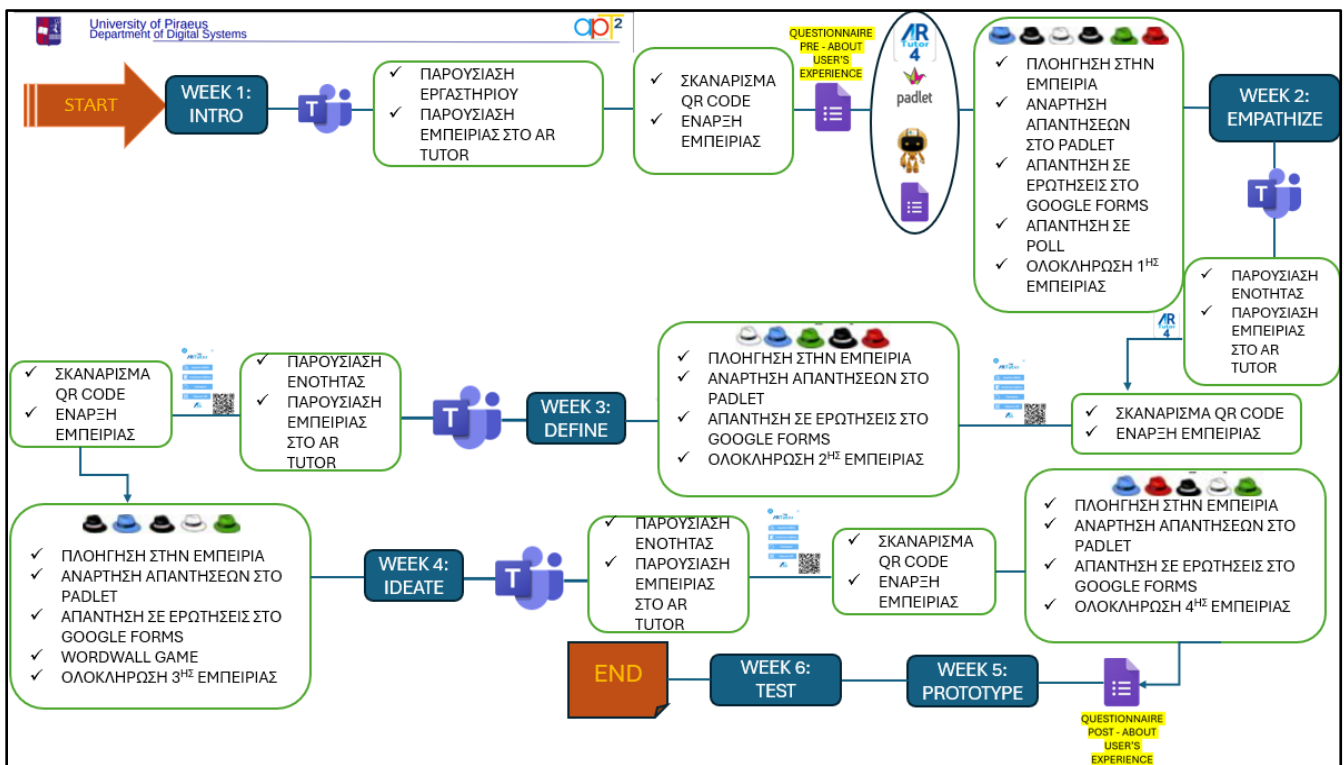 University of Piraeus
Department of Digital Systems
apt2
START
WEEK 1:
INTRO
T
✓ ΠΑΡΟΥΣΙΑΣΗ
ΕΡΓΑΣΤΗΡΙΟΥ
✓ ΠΑΡΟΥΣΙΑΣΗ
ΕΜΠΕΙΡΙΑΣ ΣΤΟ AR
TUTOR
✓ ΣΚΑΝΑΡΙΣΜΑ
QR CODE
✓ ΕΝΑΡΞΗ
ΕΜΠΕΙΡΙΑΣ
QUESTIONNAIRE
PRE - ABOUT
USER'S
EXPERIENCE
AR
Tutor
4
padlet
✓ ΠΛΟΗΓΗΣΗ ΣΤΗΝ
ΕΜΠΕΙΡΙΑ
✓ ΑΝΑΡΤΗΣΗ
ΑΠΑΝΤΗΣΕΩΝ
ΣΤΟ PADLET
✓ ΑΠΑΝΤΗΣΗ ΣΕ
ΕΡΩΤΗΣΕΙΣ ΣΤΟ
GOOGLE FORMS
✓ ΑΠΑΝΤΗΣΗ ΣΕ
POLL
✓ ΟΛΟΚΛΗΡΩΣΗ 1ΗΣ
ΕΜΠΕΙΡΙΑΣ
WEEK 2:
EMPATHIZE
T
✓ ΠΑΡΟΥΣΙΑΣΗ
ΕΝΟΤΗΤΑΣ
✓ ΠΑΡΟΥΣΙΑΣΗ
ΕΜΠΕΙΡΙΑΣ
ΣΤΟ AR
TUTOR
AR
4
✓ ΣΚΑΝΑΡΙΣΜΑ QR CODE
✓ ΕΝΑΡΞΗ ΕΜΠΕΙΡΙΑΣ
✓ ΠΛΟΗΓΗΣΗ ΣΤΗΝ ΕΜΠΕΙΡΙΑ
✓ ΑΝΑΡΤΗΣΗ ΑΠΑΝΤΗΣΕΩΝ ΣΤΟ
PADLET
✓ ΑΠΑΝΤΗΣΗ ΣΕ ΕΡΩΤΗΣΕΙΣ ΣΤΟ
GOOGLE FORMS
✓ ΟΛΟΚΛΗΡΩΣΗ 2ΗΣ ΕΜΠΕΙΡΙΑΣ
WEEK 3:
DEFINE
T
✓ ΠΑΡΟΥΣΙΑΣΗ
ΕΝΟΤΗΤΑΣ
✓ ΠΑΡΟΥΣΙΑΣΗ
ΕΜΠΕΙΡΙΑΣ
ΣΤΟ AR
TUTOR
✓ ΣΚΑΝΑΡΙΣΜΑ
QR CODE
✓ ΕΝΑΡΞΗ
ΕΜΠΕΙΡΙΑΣ
✓ ΠΛΟΗΓΗΣΗ ΣΤΗΝ ΕΜΠΕΙΡΙΑ
✓ ΑΝΑΡΤΗΣΗ ΑΠΑΝΤΗΣΕΩΝ ΣΤΟ
PADLET
✓ ΑΠΑΝΤΗΣΗ ΣΕ ΕΡΩΤΗΣΕΙΣ ΣΤΟ
GOOGLE FORMS
✓ WORDWALL GAME
✓ ΟΛΟΚΛΗΡΩΣΗ 3ΗΣ ΕΜΠΕΙΡΙΑΣ
WEEK 4:
IDEATE
T
✓ ΠΑΡΟΥΣΙΑΣΗ
ΕΝΟΤΗΤΑΣ
✓ ΠΑΡΟΥΣΙΑΣΗ
ΕΜΠΕΙΡΙΑΣ
ΣΤΟ AR
TUTOR
✓ ΣΚΑΝΑΡΙΣΜΑ
QR CODE
✓ ΕΝΑΡΞΗ
ΕΜΠΕΙΡΙΑΣ
✓ ΠΛΟΗΓΗΣΗ ΣΤΗΝ ΕΜΠΕΙΡΙΑ
✓ ΑΝΑΡΤΗΣΗ ΑΠΑΝΤΗΣΕΩΝ ΣΤΟ
PADLET
✓ ΑΠΑΝΤΗΣΗ ΣΕ ΕΡΩΤΗΣΕΙΣ ΣΤΟ
GOOGLE FORMS
✓ ΟΛΟΚΛΗΡΩΣΗ 4ΗΣ ΕΜΠΕΙΡΙΑΣ
QUESTIONNAIRE
POST - ABOUT
USER'S
EXPERIENCE
WEEK 5:
PROTOTYPE
WEEK 6:
TEST
END